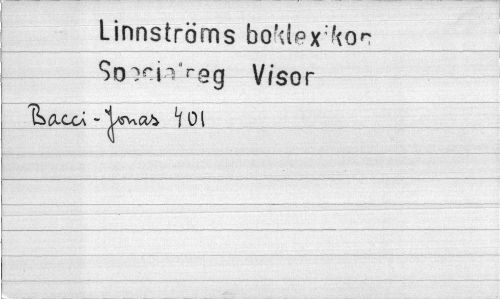 Linnströms boklexikon
Specialreg Visor
Bacci-Jonas 401